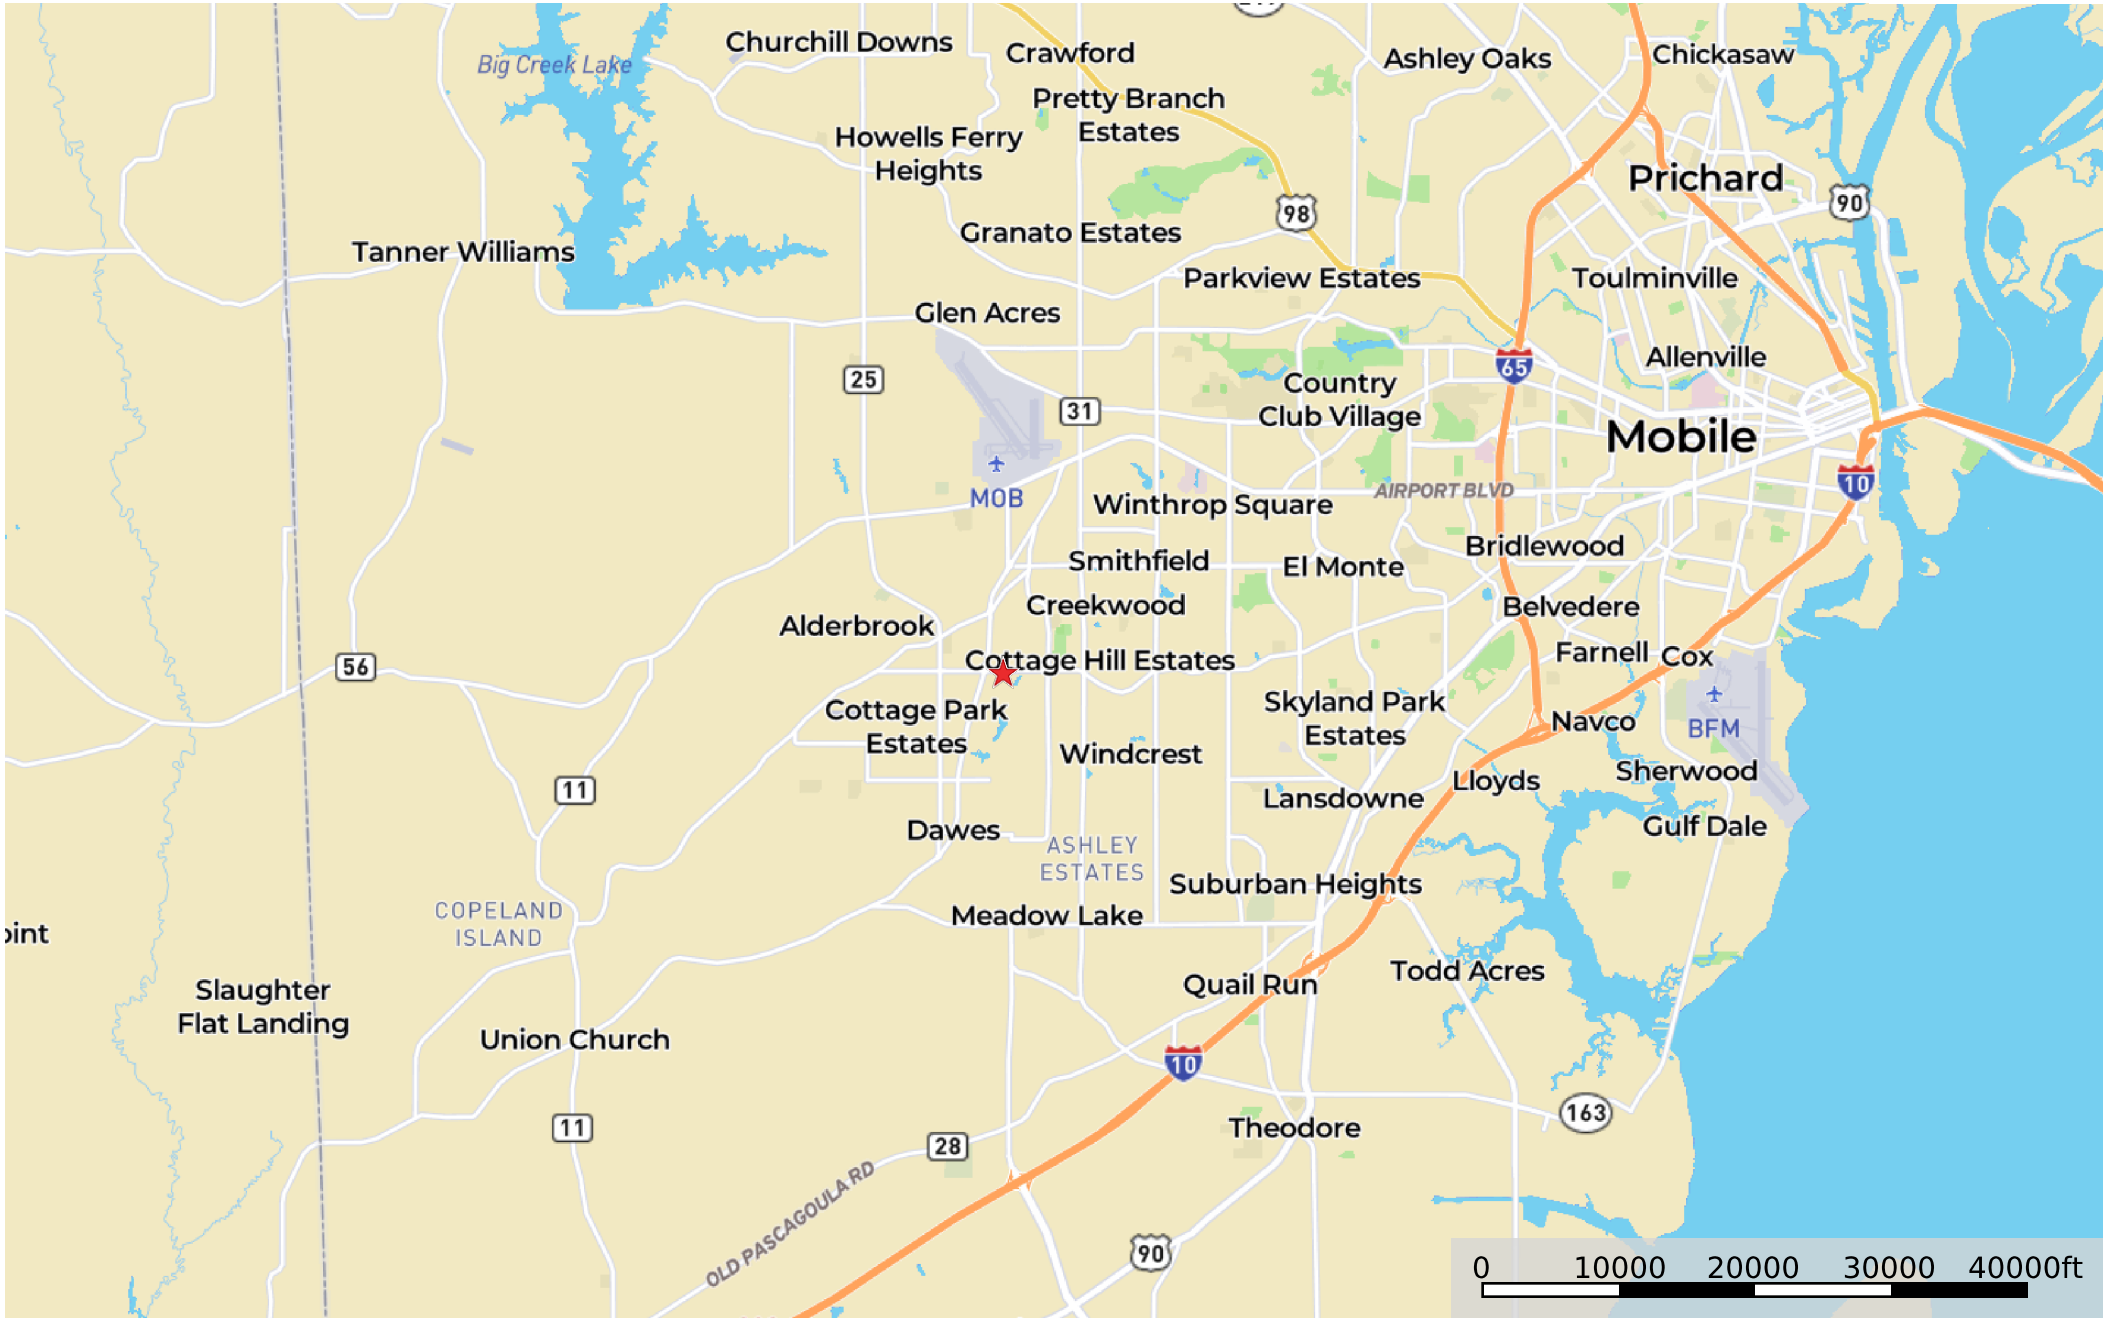 Churchill Downs
Crawford
Ashley Oaks
Chickasaw
Big Creek Lake
Pretty Branch
Estates
Howells Ferry
Heights
Prichard
90
98
Granato Estates
Tanner Williams
Parkview Estates
Toulminville
Glen Acres
Allenville
65
25
Country
Club Village
31
Mobile
MOB
AIRPORT BLVD
10
Winthrop Square
Bridlewood
Smithfield
El Monte
Creekwood
Belvedere
Alderbrook
Farnell
Cox
56
Cottage Hill Estates
Cottage Park
Estates
Skyland Park
Estates
Navco
BFM
Windcrest
Sherwood
11
Lloyds
Lansdowne
Dawes
Gulf Dale
ASHLEY
ESTATES
Suburban Heights
COPELAND
ISLAND
Meadow Lake
oint
Todd Acres
Slaughter
Flat Landing
Quail Run
Union Church
10
163
11
Theodore
28
OLD PASCAGOULA RD
90
0 10000 20000 30000 40000ft